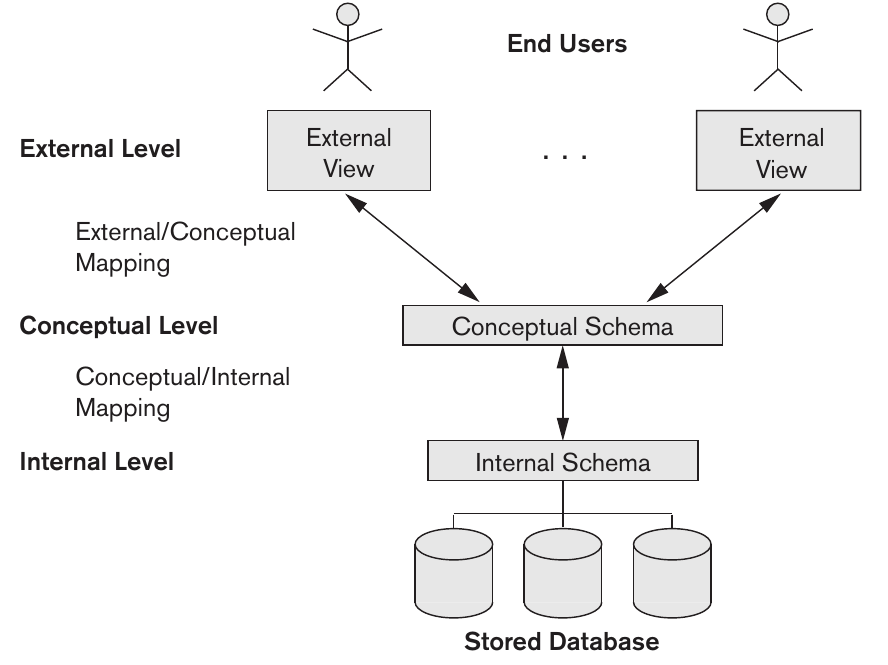 End Users
External Level
External
View
. . .
External
View
External/Conceptual
Mapping
Conceptual Level
Conceptual Schema
Conceptual/Internal
Mapping
Internal Level
Internal Schema
Stored Database